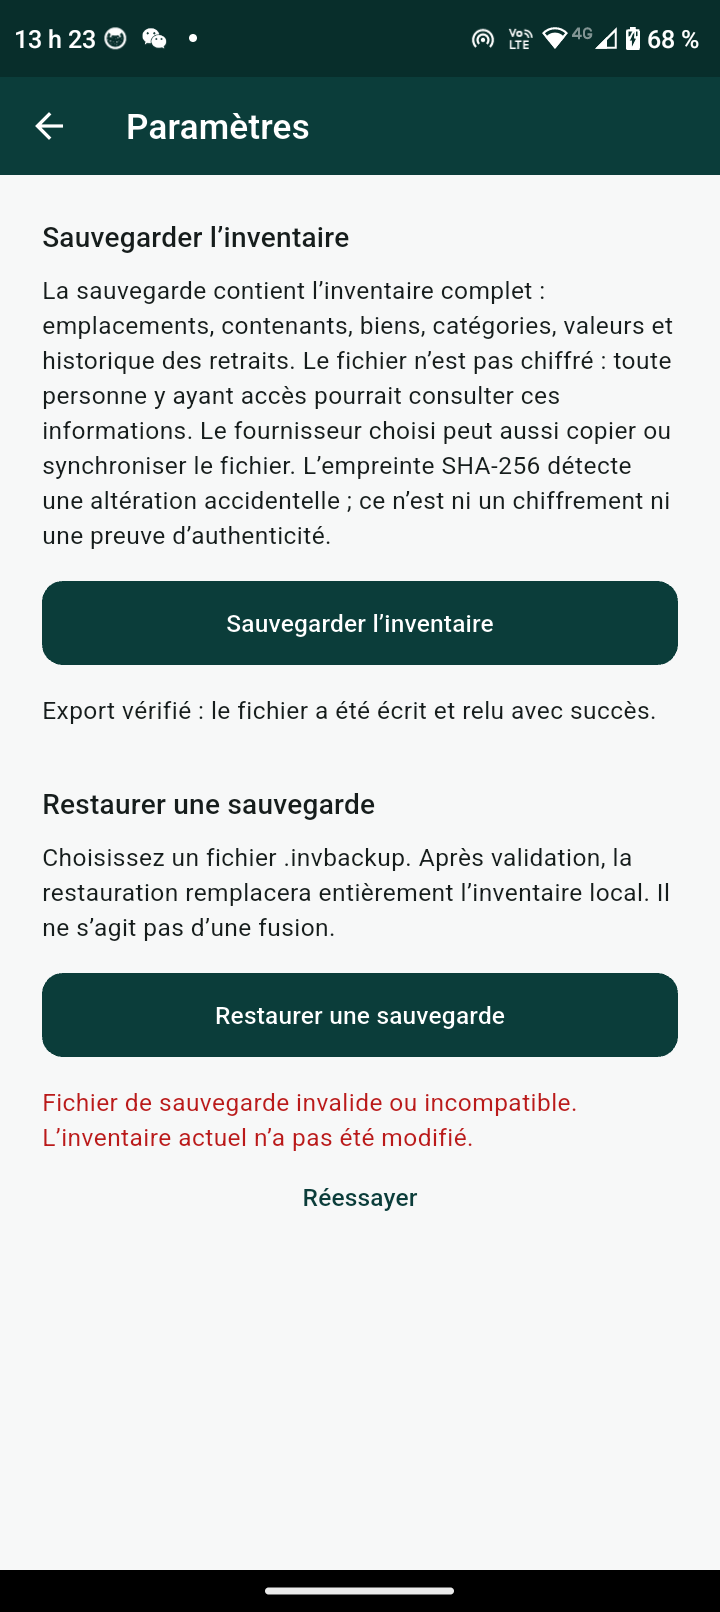 13 h 23
Vo LTE
4G
68 %
Paramètres
Sauvegarder l’inventaire
La sauvegarde contient l’inventaire complet :
emplacements, contenants, biens, catégories, valeurs et
historique des retraits. Le fichier n’est pas chiffré : toute
personne y ayant accès pourrait consulter ces
informations. Le fournisseur choisi peut aussi copier ou
synchroniser le fichier. L’empreinte SHA-256 détecte
une altération accidentelle ; ce n’est ni un chiffrement ni
une preuve d’authenticité.
Sauvegarder l’inventaire
Export vérifié : le fichier a été écrit et relu avec succès.
Restaurer une sauvegarde
Choisissez un fichier .invbackup. Après validation, la
restauration remplacera entièrement l’inventaire local. Il
ne s’agit pas d’une fusion.
Restaurer une sauvegarde
Fichier de sauvegarde invalide ou incompatible.
L’inventaire actuel n’a pas été modifié.
Réessayer